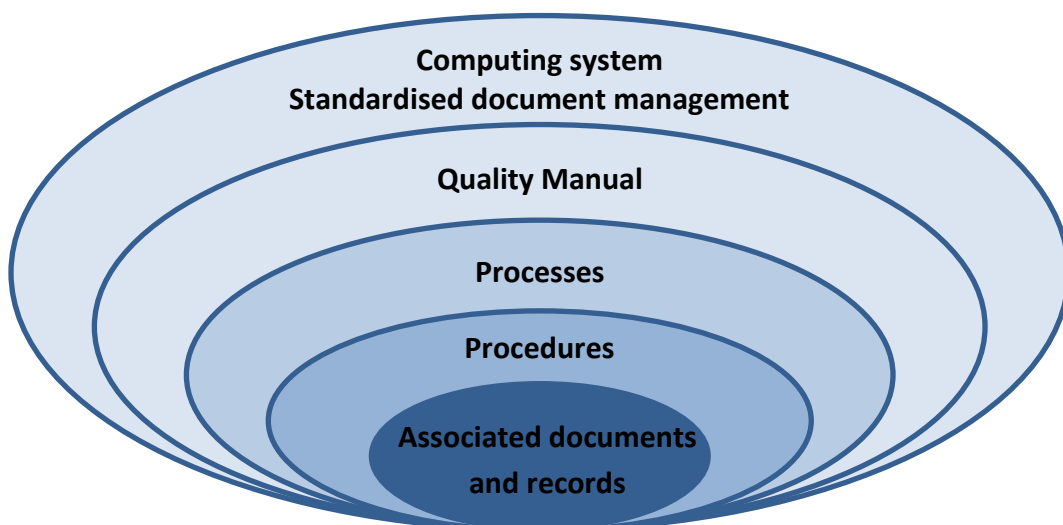 Computing system
Standardised document management
Quality Manual
Processes
Procedures
Associated documents
and records